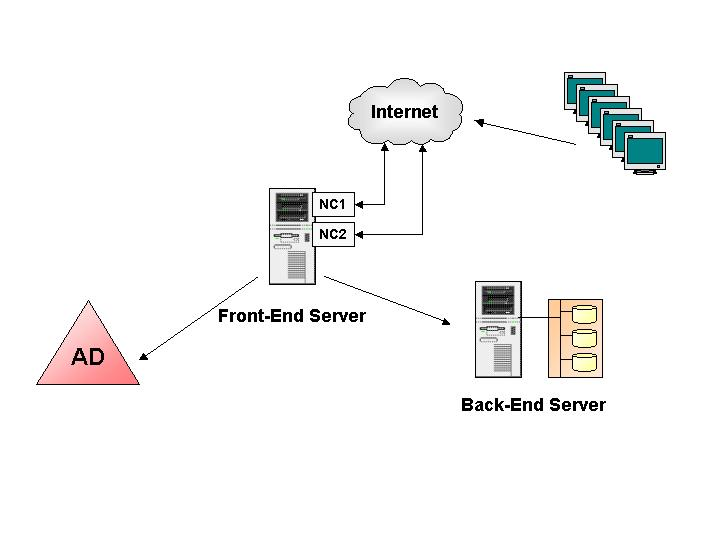 Internet
NC1
NC2
Front-End Server
AD
Back-End Server